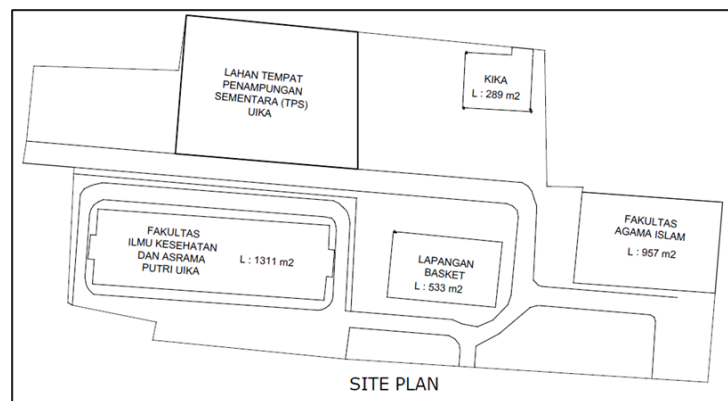 LAHAN TEMPAT
PENAMPUNGAN
SEMENTARA (TPS)
UIKA
KIKA
L : 289 m2
FAKULTAS
AGAMA ISLAM
L : 957 m2
FAKULTAS
ILMU KESEHATAN
DAN ASRAMA
PUTRI UIKA
L : 1311 m2
LAPANGAN
BASKET
L : 533 m2
SITE PLAN